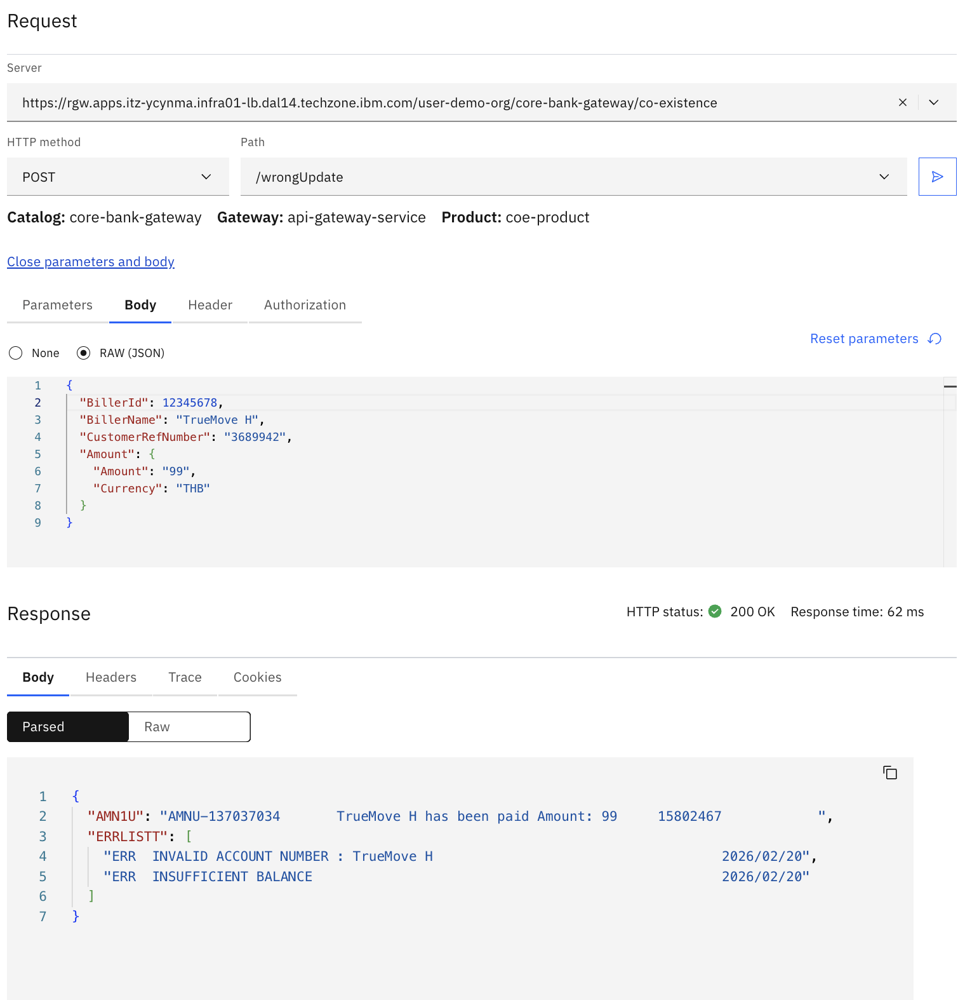 Request
Server
https://rgw.apps.itz-ycynma.infra01-lb.dal14.techzone.ibm.com/user-demo-org/core-bank-gateway/co-existence
HTTP method Path
POST /wrongUpdate
Catalog: core-bank-gateway Gateway: api-gateway-service Product: coe-product
Close parameters and body
Parameters Body Header Authorization
Reset parameters
None RAW (JSON)
1 {
2 "BillerId": 12345678,
3 "BillerName": "TrueMove H",
4 "CustomerRefNumber": "3689942",
5 "Amount": {
6 "Amount": "99",
7 "Currency": "THB"
8 }
9 }
Response HTTP status: 200 OK Response time: 62 ms
Body Headers Trace Cookies
Parsed Raw
1 {
2 "AMN1U": "AMNU-137037034       TrueMove H has been paid Amount: 99     15802467            ",
3 "ERRLISTT": [
4 "ERR  INVALID ACCOUNT NUMBER : TrueMove H                                    2026/02/20",
5 "ERR  INSUFFICIENT BALANCE                                                   2026/02/20"
6 ]
7 }